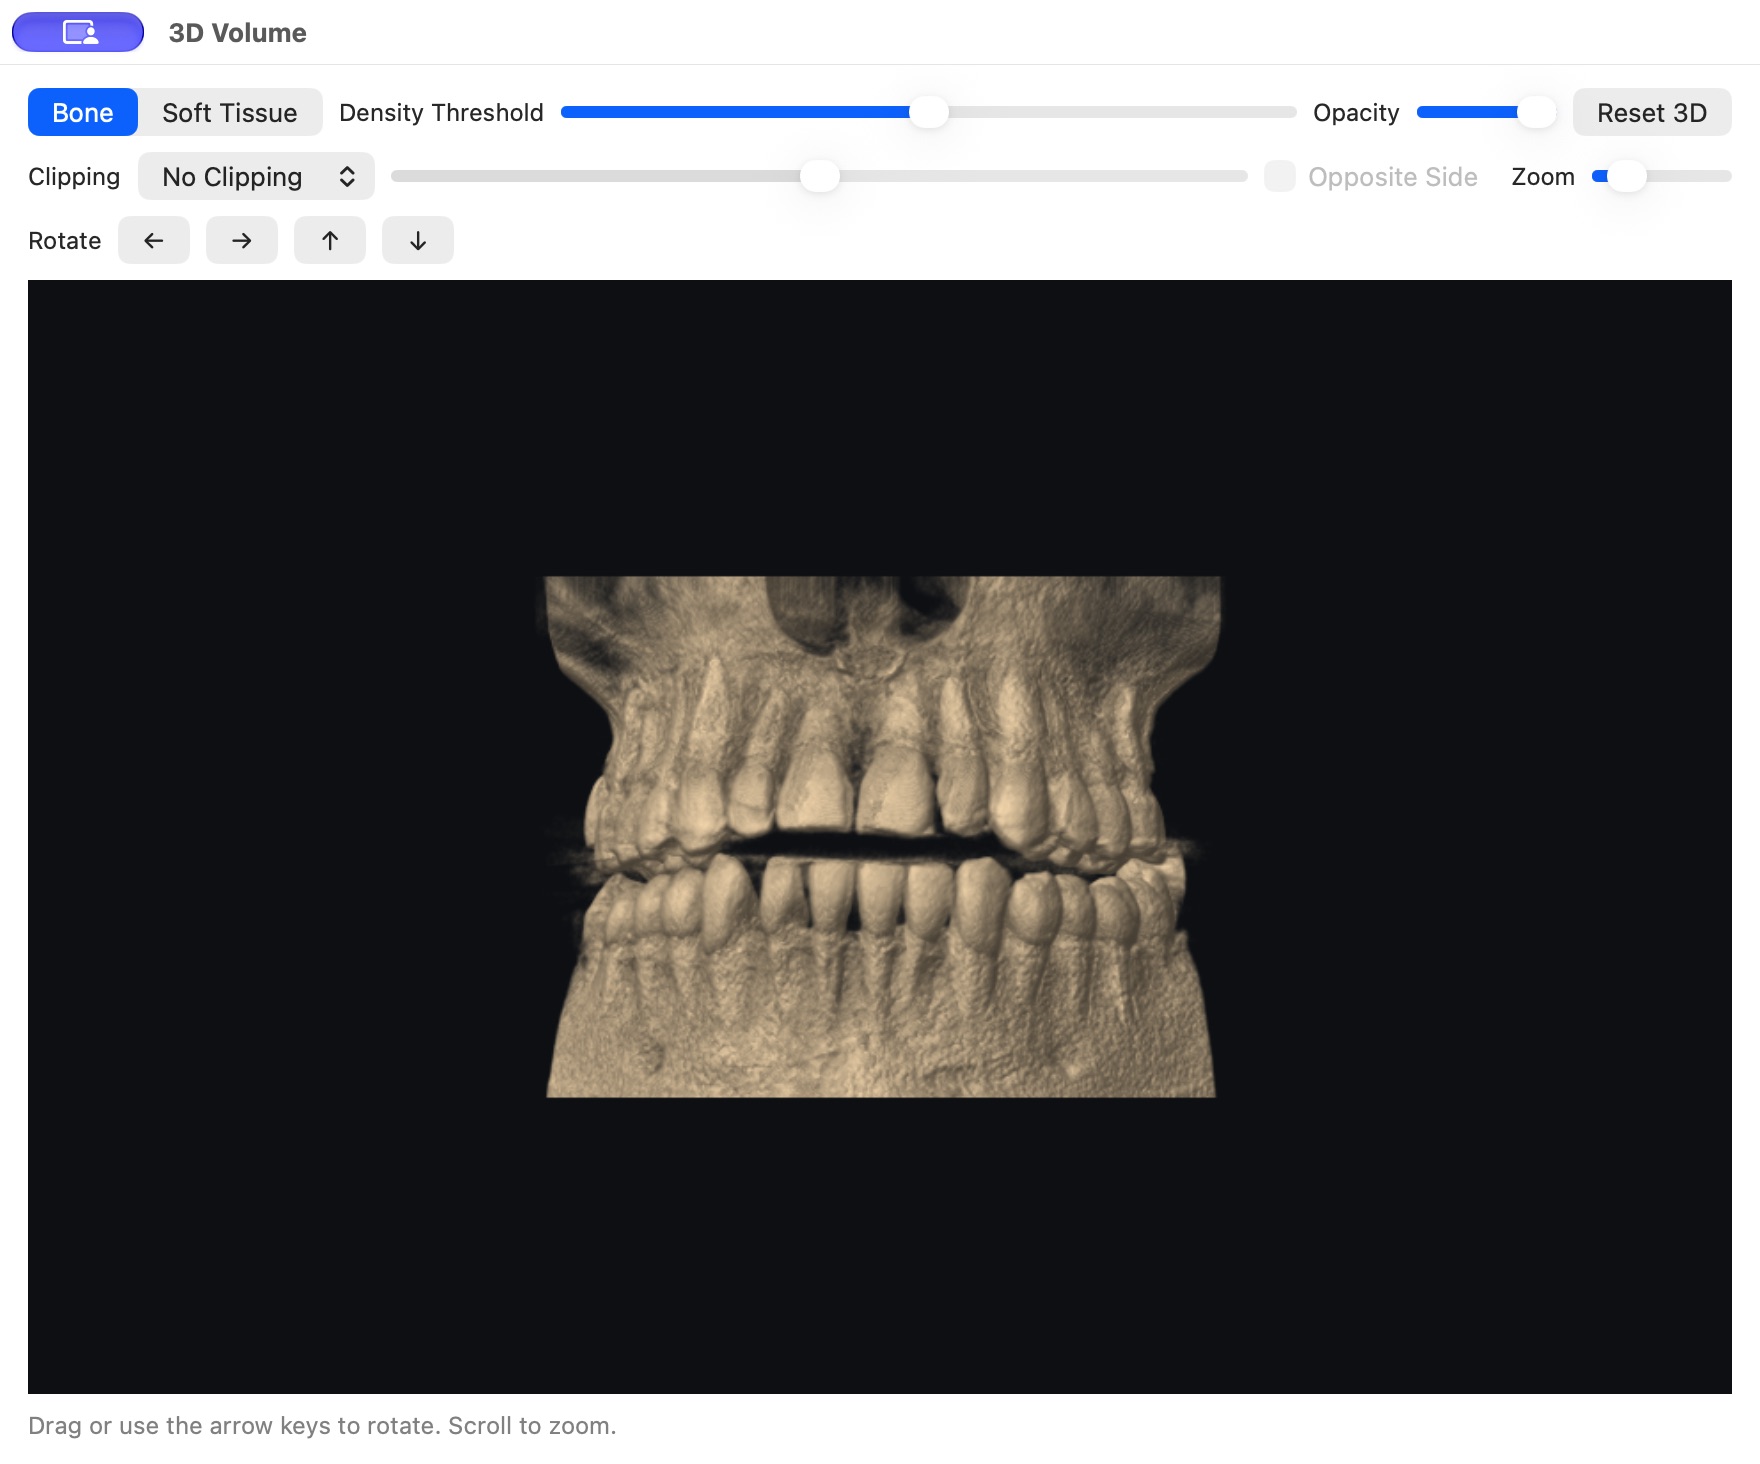 3D Volume
Bone Soft Tissue Density Threshold Opacity Reset 3D
Clipping No Clipping Opposite Side Zoom
Rotate ← → ↑ ↓
Drag or use the arrow keys to rotate. Scroll to zoom.